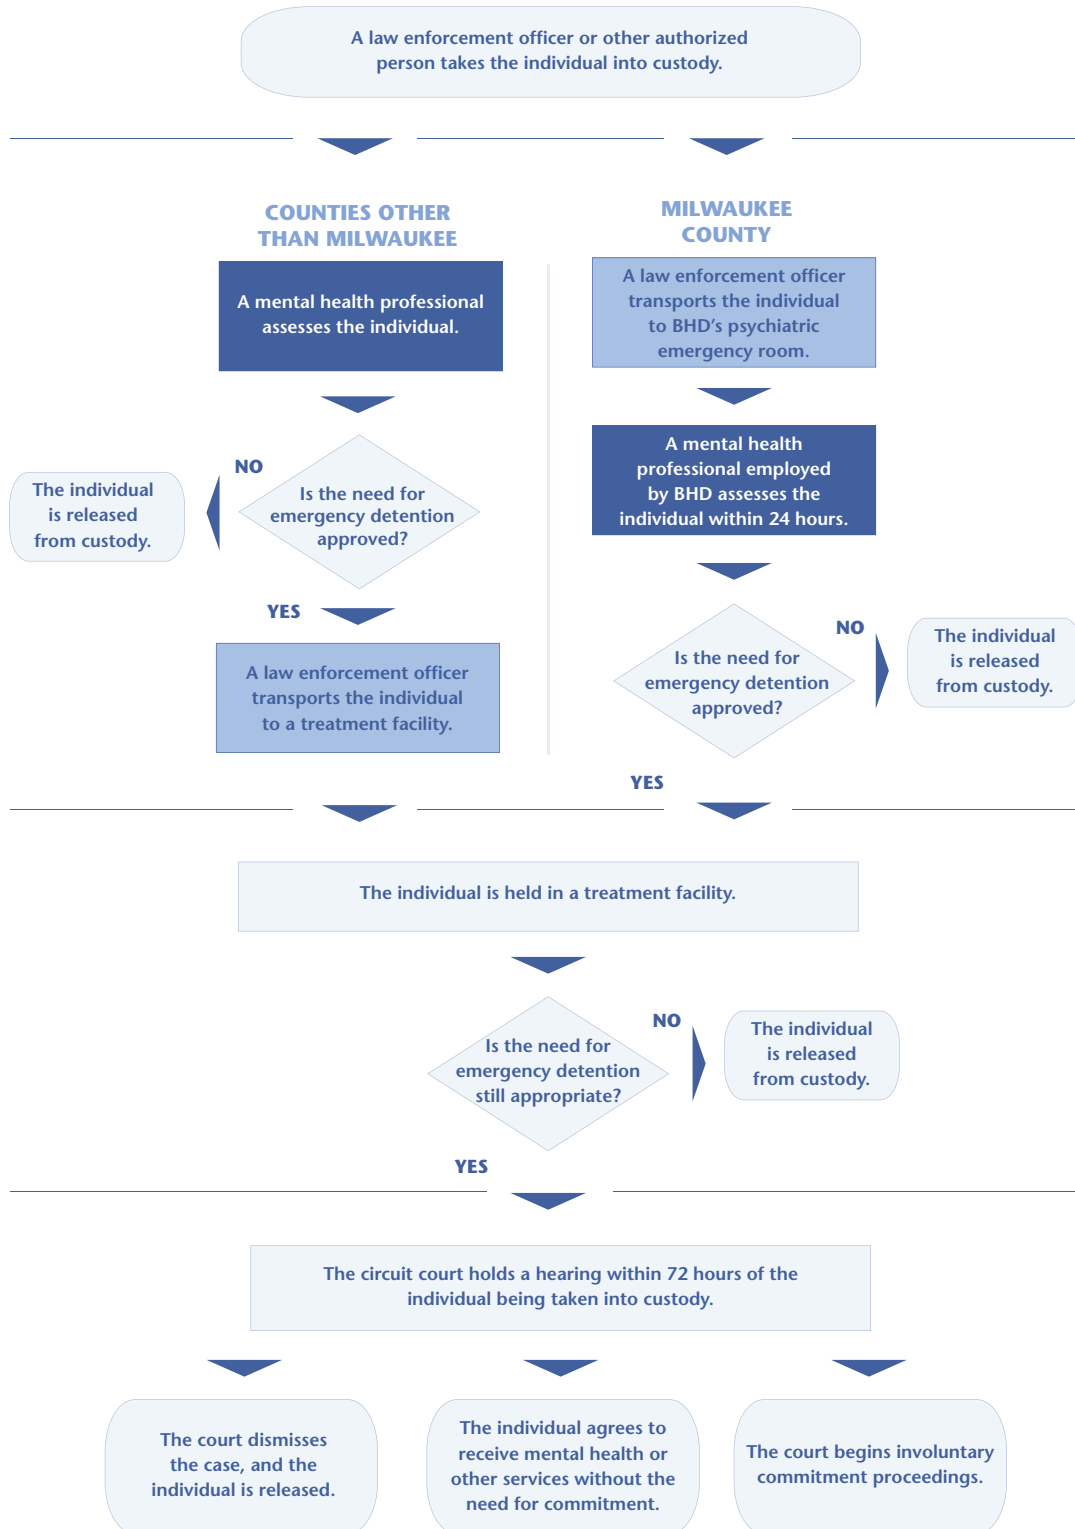 A law enforcement officer or other authorized
person takes the individual into custody.
COUNTIES OTHER
THAN MILWAUKEE
A mental health professional
assesses the individual.
NO
Is the need for
emergency detention
approved?
The individual
is released
from custody.
YES
A law enforcement officer
transports the individual
to a treatment facility.
MILWAUKEE
COUNTY
A law enforcement officer
transports the individual
to BHD’s psychiatric
emergency room.
A mental health
professional employed
by BHD assesses the
individual within 24 hours.
Is the need for
emergency detention
approved?
NO
The individual
is released
from custody.
YES
The individual is held in a treatment facility.
Is the need for
emergency detention
still appropriate?
NO
The individual
is released
from custody.
YES
The circuit court holds a hearing within 72 hours of the
individual being taken into custody.
The court dismisses
the case, and the
individual is released.
The individual agrees to
receive mental health or
other services without the
need for commitment.
The court begins involuntary
commitment proceedings.